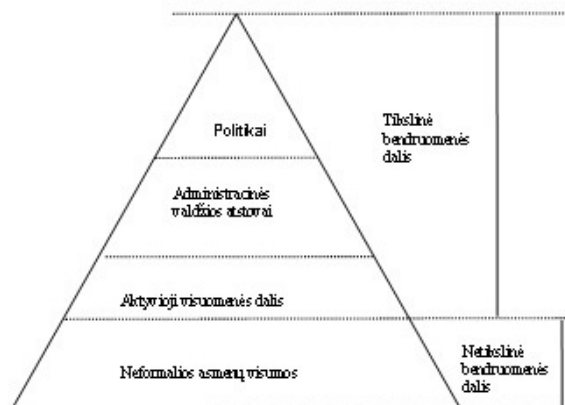 Politikai
Tikslinė
bendruomenės
dalis
Administracinės
valdžios atstovai
Aktyvioji visuomenės dalis
Neformalios asmenų visumos
Netikslinė
bendruomenės
dalis